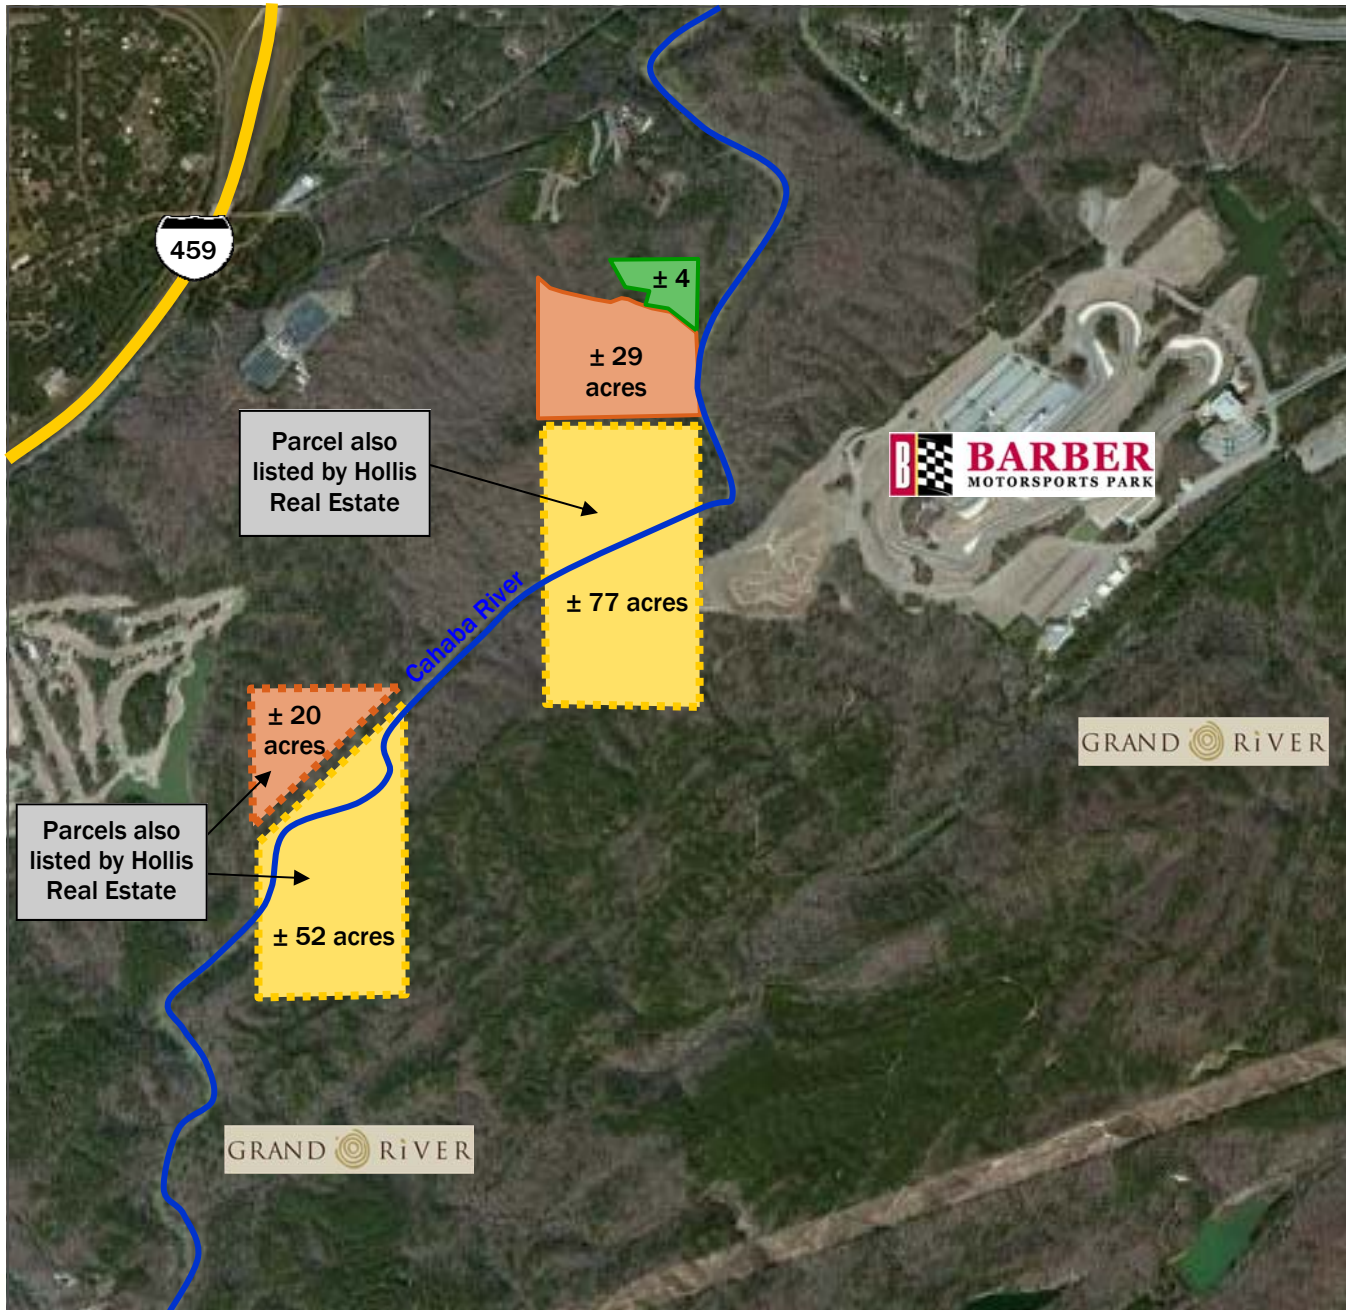 459
± 4
± 29
acres
Parcel also
listed by Hollis
Real Estate
B
BARBER
MOTORSPORTS PARK
± 77 acres
Cahaba River
± 20
acres
GRAND RiVER
Parcels also
listed by Hollis
Real Estate
± 52 acres
GRAND RiVER